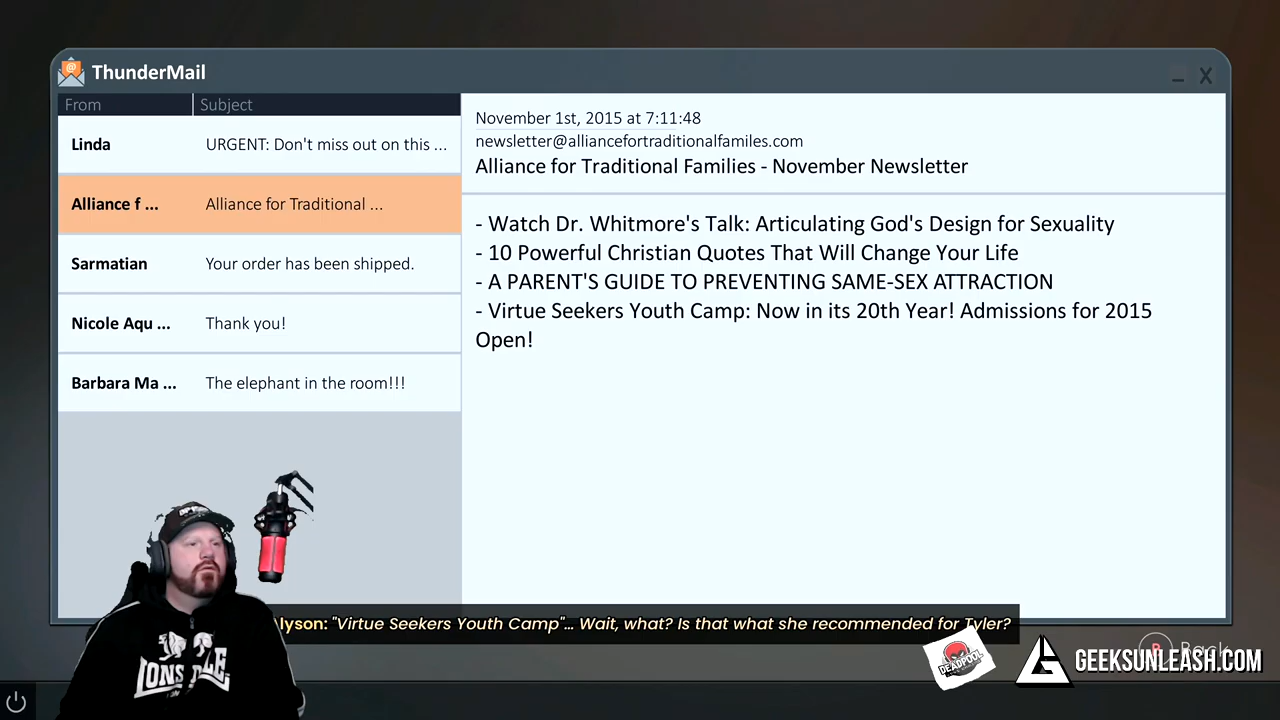 ThunderMail
From Subject
Linda URGENT: Don't miss out on this ...
Alliance f ... Alliance for Traditional ...
Sarmatian Your order has been shipped.
Nicole Aqu ... Thank you!
Barbara Ma ... The elephant in the room!!!
November 1st, 2015 at 7:11:48
newsletter@alliancefortraditionalfamiles.com
Alliance for Traditional Families - November Newsletter
- Watch Dr. Whitmore's Talk: Articulating God's Design for Sexuality
- 10 Powerful Christian Quotes That Will Change Your Life
- A PARENT'S GUIDE TO PREVENTING SAME-SEX ATTRACTION
- Virtue Seekers Youth Camp: Now in its 20th Year! Admissions for 2015
Open!
lyson: "Virtue Seekers Youth Camp"... Wait, what? Is that what she recommended for Tyler?
B Back
DEADPOOL
GEEKSUNLEASH.COM